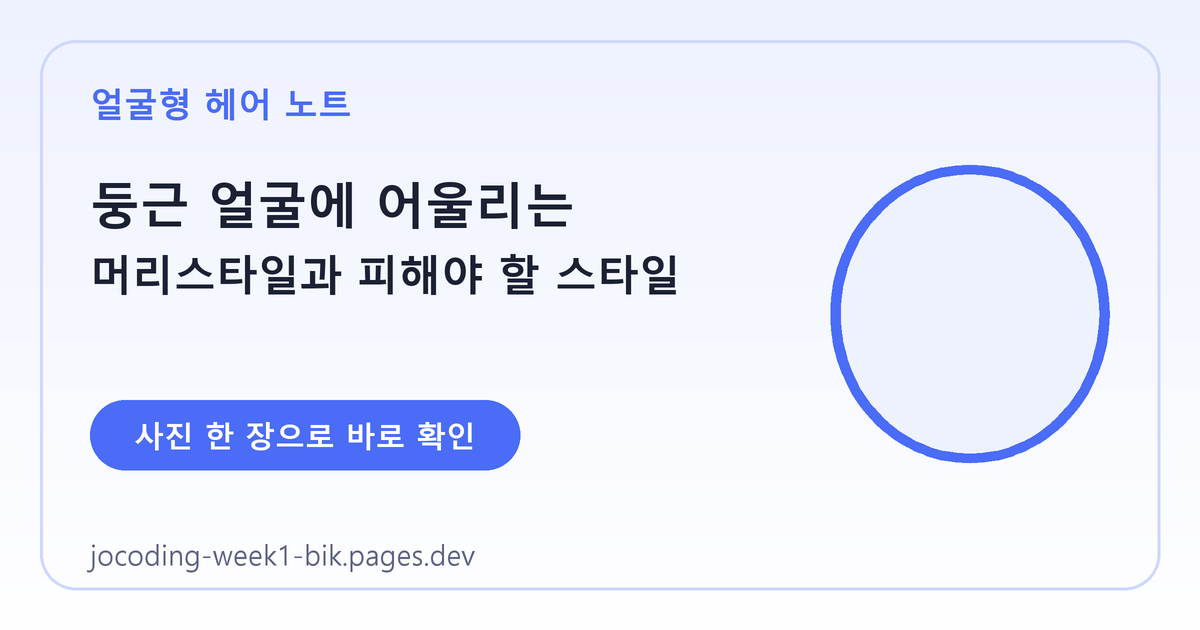 얼굴형 헤어 노트
둥근 얼굴에 어울리는
머리스타일과 피해야 할 스타일
사진 한 장으로 바로 확인
jocoding-week1-bik.pages.dev